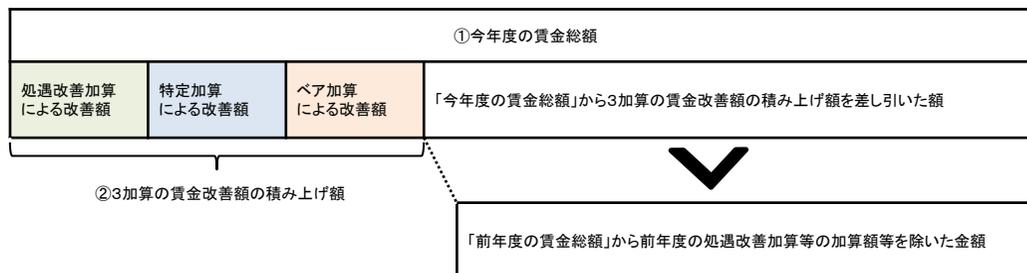 ①今年度の賃金総額
処遇改善加算
による改善額
特定加算
による改善額
ベア加算
による改善額
「今年度の賃金総額」から3加算の賃金改善額の積み上げ額を差し引いた額
②3加算の賃金改善額の積み上げ額
「前年度の賃金総額」から前年度の処遇改善加算等の加算額等を除いた金額